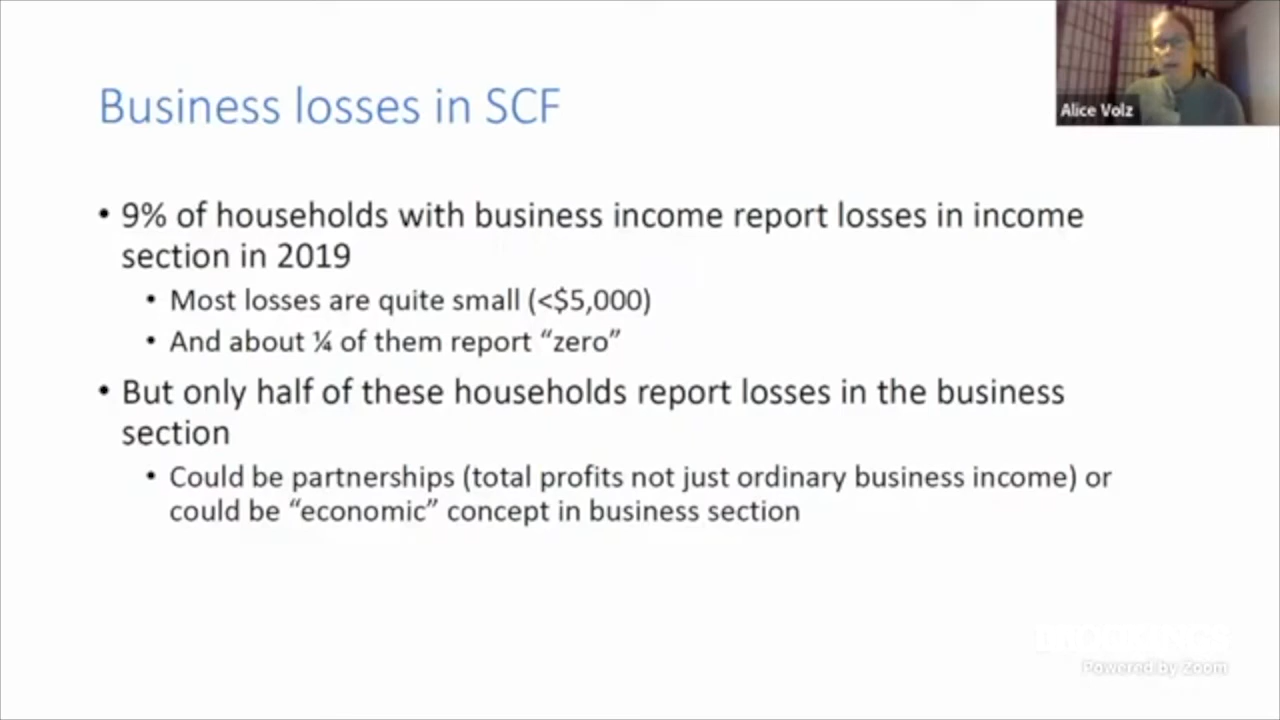 Alice Volz
Business losses in SCF
• 9% of households with business income report losses in income
section in 2019
• Most losses are quite small (<$5,000)
• And about ¼ of them report “zero”
• But only half of these households report losses in the business
section
• Could be partnerships (total profits not just ordinary business income) or
could be “economic” concept in business section
Powered by Zoom